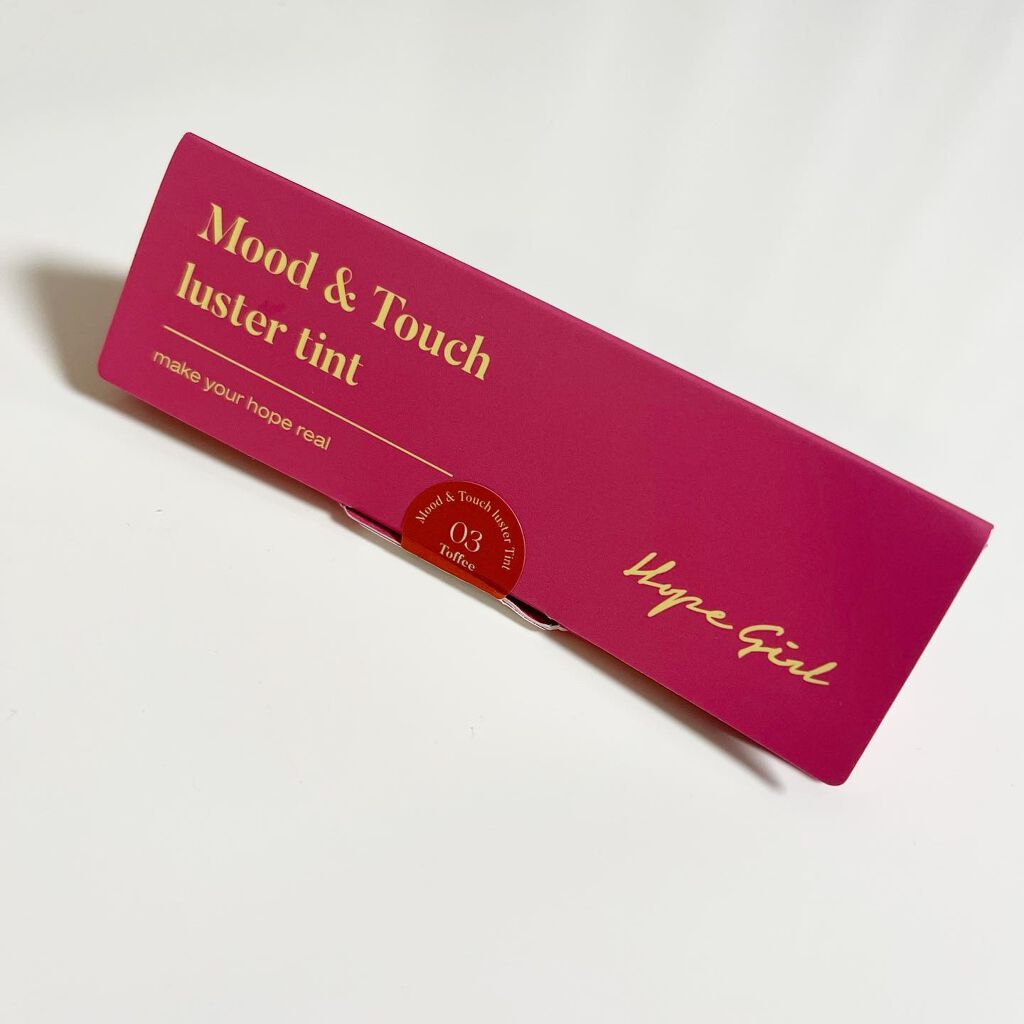 Mood & Touch
luster tint
make your hope real
Mood & Touch luster Tint
03
Toffee
Hope Girl